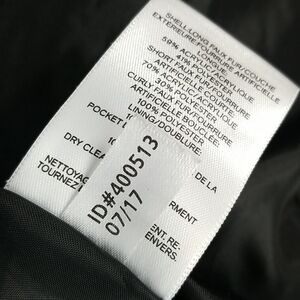 SHELL:LONG FAUX FUR/COUCHE
EXTÉRIEURE:FOURRURE
LONGUE ARTIFICIELLE
59% ACRYLIC/ACRYLIQUE
41% POLYESTER
SHORT FAUX FUR/FOURRURE
ARTIFICIELLE COURTE:
70% ACRYLIC/ACRYLIQUE
30% POLYESTER
CURLY FAUX FUR/FOURRURE
ARTIFICIELLE BOUCLÉE:
100% POLYESTER
LINING/DOUBLURE:
POCKET
DE LA
DRY CLEA
RMENT
NETTOYAG
ENT, RE-
TOURNEZ
ENVERS.
ID#400513
07/17